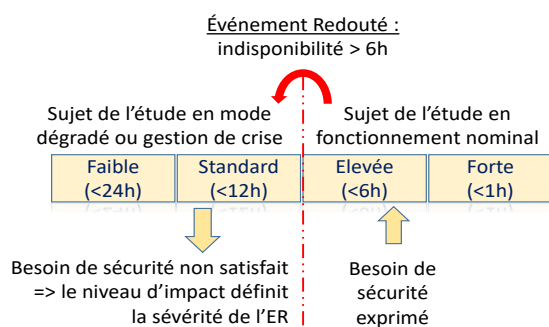 Événement Redouté :
indisponibilité > 6h
Sujet de l'étude en mode
dégradé ou gestion de crise
Sujet de l'étude en
fonctionnement nominal
Faible
(<24h)
Standard
(<12h)
Elevée
(<6h)
Forte
(<1h)
Besoin de sécurité non satisfait
=> le niveau d'impact définit
la sévérité de l'ER
Besoin de
sécurité
exprimé